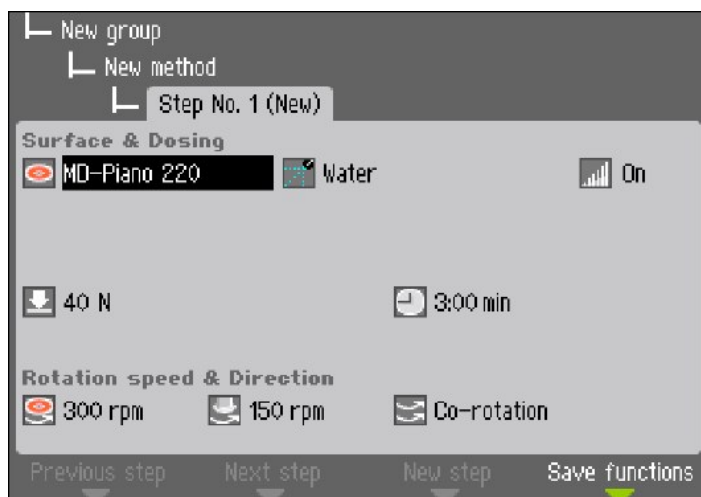 New group
New method
Step No. 1 (New)
Surface & Dosing
MD-Piano 220 Water On
40 N 3:00 min
Rotation speed & Direction
300 rpm 150 rpm Co-rotation
Previous step Next step New step Save functions